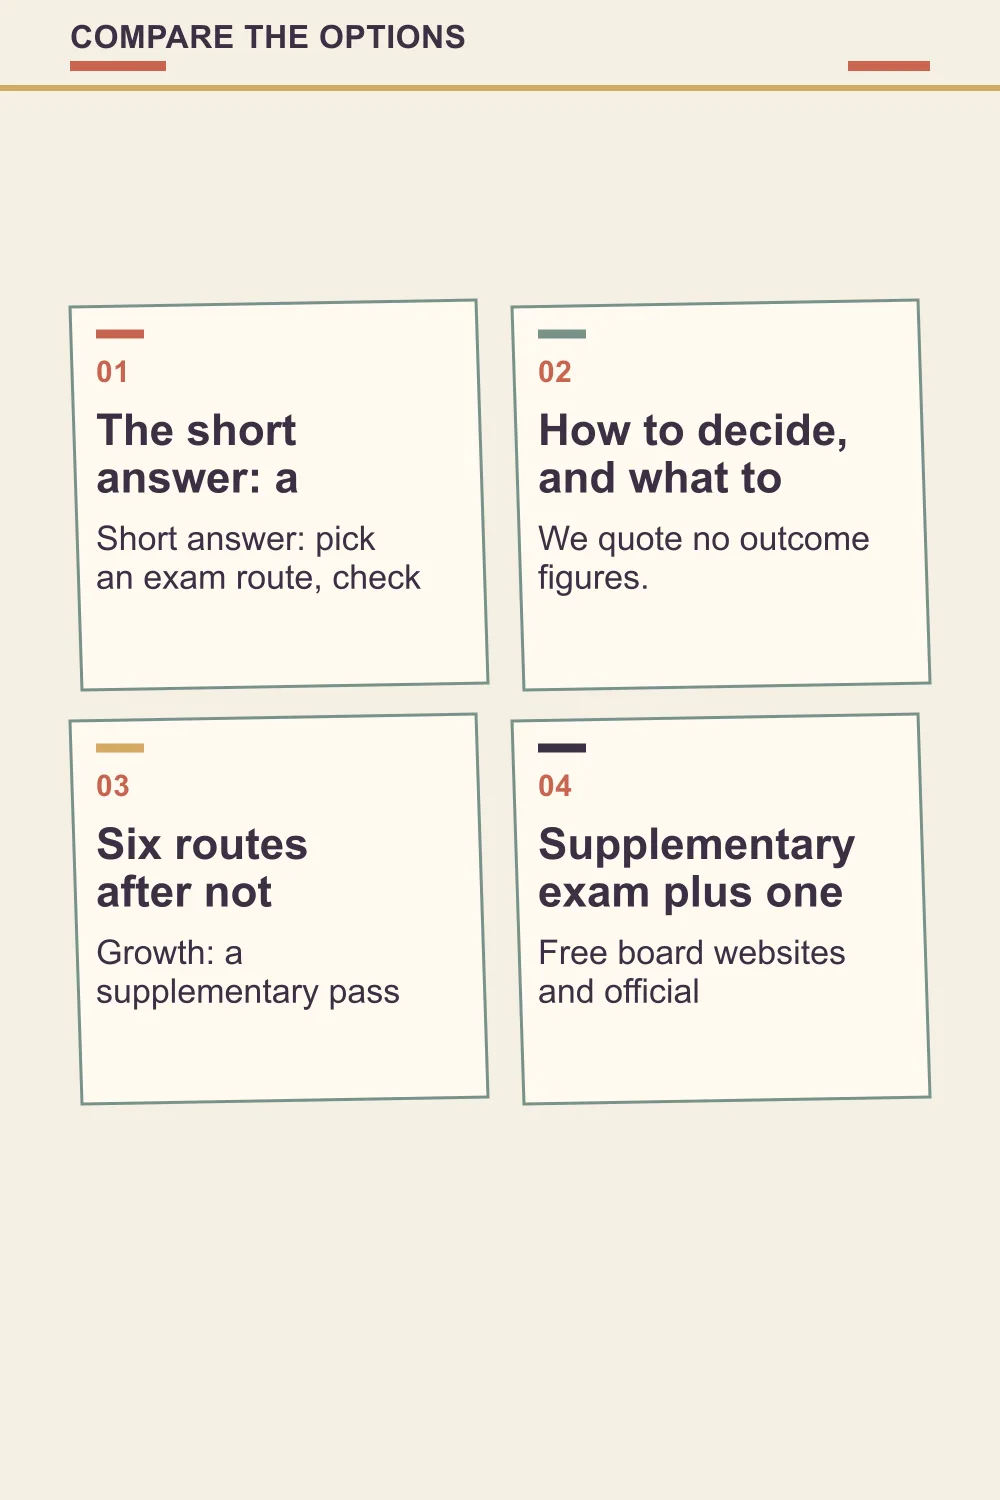 COMPARE THE OPTIONS
01
The short
answer: a
Short answer: pick
an exam route, check
02
How to decide,
and what to
We quote no outcome
figures.
03
Six routes
after not
Growth: a
supplementary pass
04
Supplementary
exam plus one
Free board websites
and official